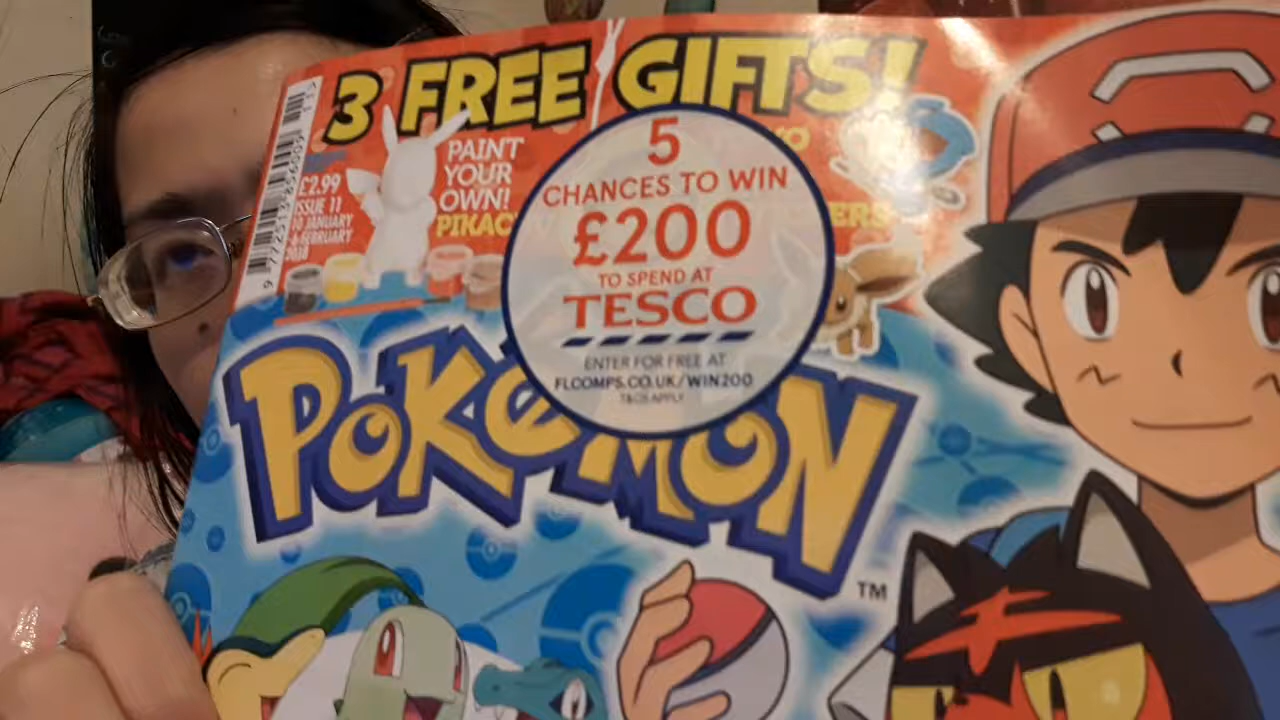 3 FREE GIFTS!
PAINT
YOUR
OWN!
£2.99
ISSUE 11
FEBRUARY
2018
5
CHANCES TO WIN
£200
TO SPEND AT
TESCO
ENTER FOR FREE AT
FLCOMPS.CO.UK/WIN200
T&CS APPLY
POKéMON
TM